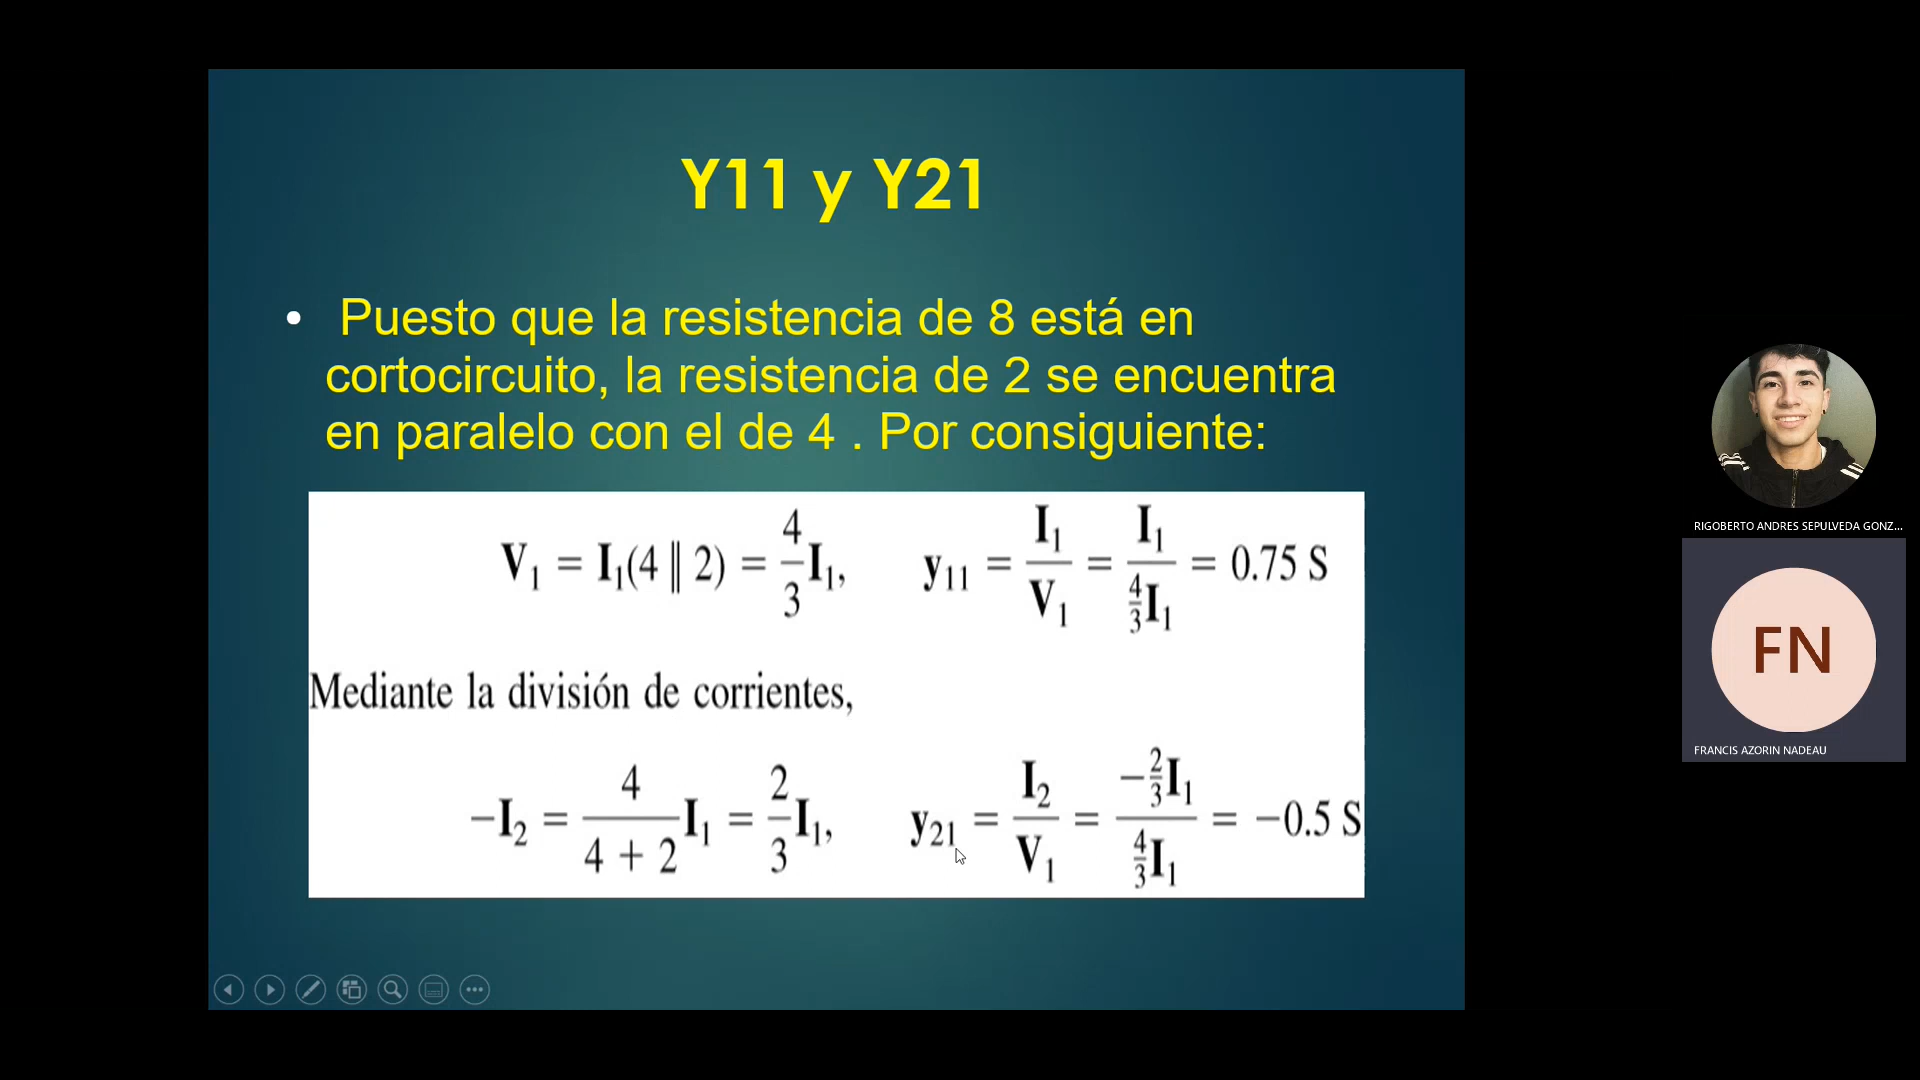 Y11 y Y21
• Puesto que la resistencia de 8 está en
cortocircuito, la resistencia de 2 se encuentra
en paralelo con el de 4 . Por consiguiente:
V₁ = I₁(4 ‖ 2) = 4/3 I₁, y₁₁ = I₁/V₁ = I₁/(4/3 I₁) = 0.75 S
Mediante la división de corrientes,
−I₂ = 4/(4 + 2) I₁ = 2/3 I₁, y₂₁ = I₂/V₁ = (−2/3 I₁)/(4/3 I₁) = −0.5 S
RIGOBERTO ANDRES SEPULVEDA GONZ...
FN
FRANCIS AZORIN NADEAU